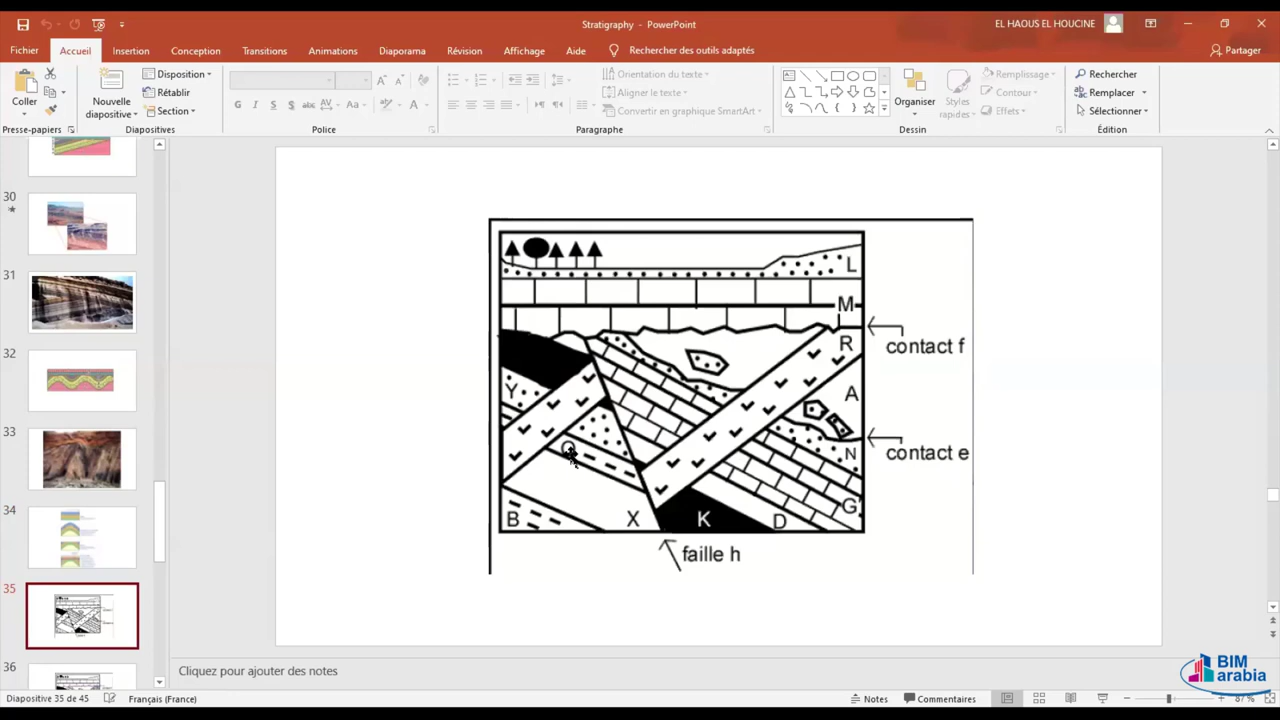 Stratigraphy - PowerPoint
EL HAOUS EL HOUCINE
Fichier Accueil Insertion Conception Transitions Animations Diaporama Révision Affichage Aide Rechercher des outils adaptés Partager
Coller
Nouvelle diapositive
Disposition
Rétablir
Section
G I S S abc AV Aa A
Orientation du texte
Aligner le texte
Convertir en graphique SmartArt
Organiser
Styles rapides
Remplissage
Contour
Effets
Rechercher
Remplacer
Sélectionner
Presse-papiers Diapositives Police Paragraphe Dessin Édition
30
31
32
33
34
35
36
L
M
R
contact f
Y
A
O
contact e
N
G
B X K D
faille h
Cliquez pour ajouter des notes
BIM
arabia
Diapositive 35 de 45 Français (France) Notes Commentaires 87 %